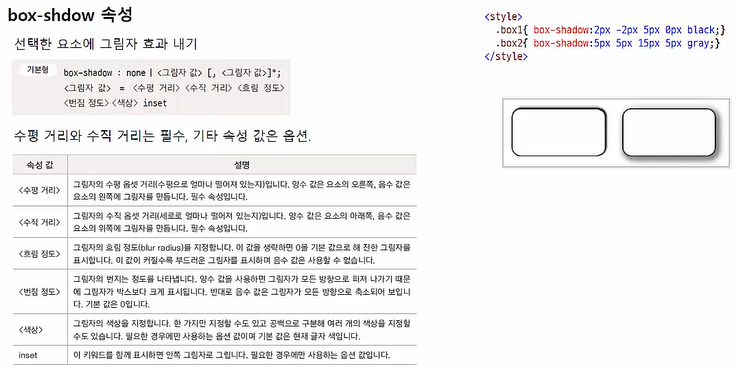 box-shdow 속성
선택한 요소에 그림자 효과 내기
기본형
box-shadow : none | <그림자 값> [, <그림자 값>]*;
<그림자 값> = <수평 거리> <수직 거리> <흐림 정도>
<번짐 정도> <색상> inset
수평 거리와 수직 거리는 필수, 기타 속성 값은 옵션.
속성 값 설명
<수평 거리> 그림자의 수평 옵셋 거리(수평으로 얼마나 떨어져 있는지)입니다. 양수 값은 요소의 오른쪽, 음수 값은
요소의 왼쪽에 그림자를 만듭니다. 필수 속성입니다.
<수직 거리> 그림자의 수직 옵셋 거리(세로로 얼마나 떨어져 있는지)입니다. 양수 값은 요소의 아래쪽, 음수 값은
요소의 위쪽에 그림자를 만듭니다. 필수 속성입니다.
<흐림 정도> 그림자의 흐림 정도(blur radius)를 지정합니다. 이 값을 생략하면 0을 기본 값으로 해 진한 그림자를
표시합니다. 이 값이 커질수록 부드러운 그림자를 표시하며 음수 값은 사용할 수 없습니다.
<번짐 정도> 그림자의 번지는 정도를 나타냅니다. 양수 값을 사용하면 그림자가 모든 방향으로 퍼져 나가기 때문
에 그림자가 박스보다 크게 표시됩니다. 반대로 음수 값은 그림자가 모든 방향으로 축소되어 보입니
다. 기본 값은 0입니다.
<색상> 그림자의 색상을 지정합니다. 한 가지만 지정할 수도 있고 공백으로 구분해 여러 개의 색상을 지정할
수도 있습니다. 필요한 경우에만 사용하는 옵션 값이며 기본 값은 현재 글자 색입니다.
inset 이 키워드를 함께 표시하면 안쪽 그림자로 그립니다. 필요한 경우에만 사용하는 옵션 값입니다.
<style>
.box1{ box-shadow:2px -2px 5px 0px black;}
.box2{ box-shadow:5px 5px 15px 5px gray;}
</style>